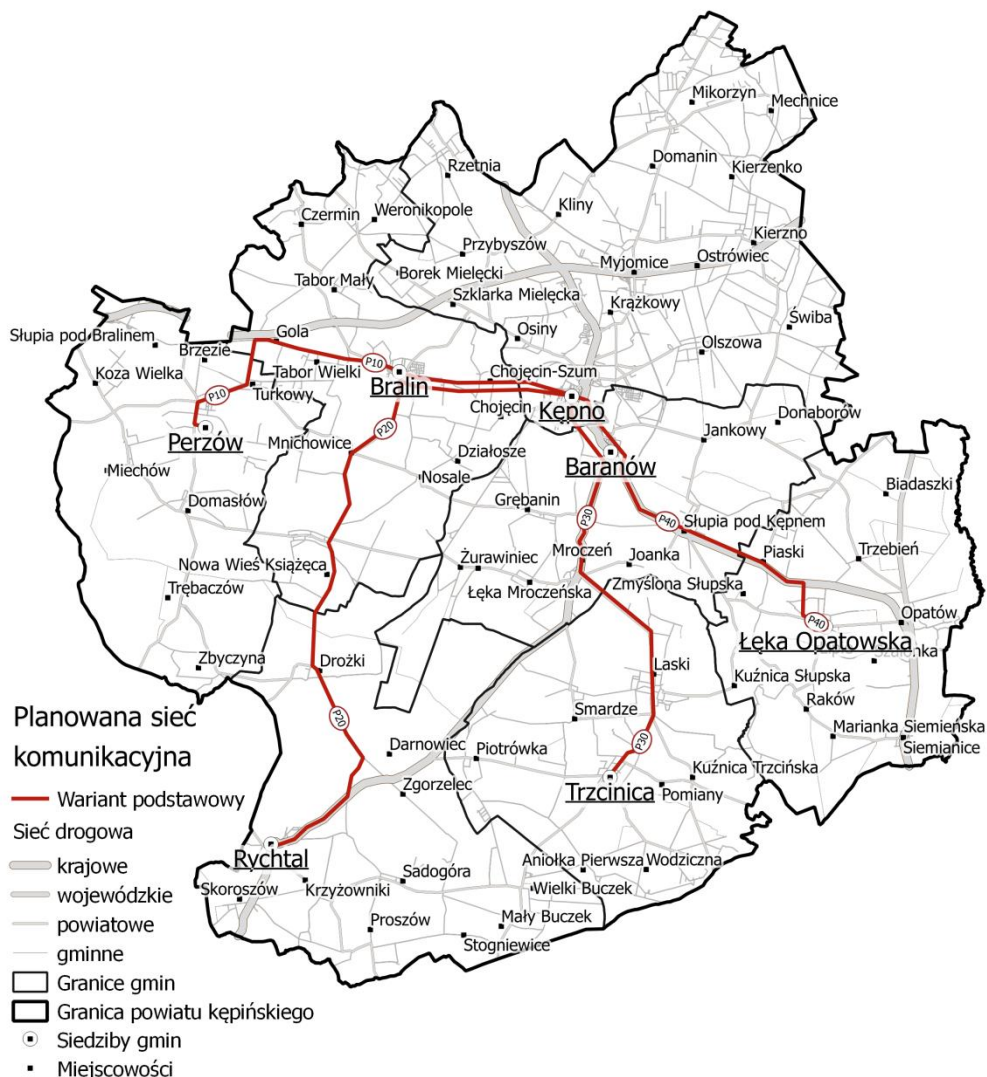 Mikorzyn
Mechnice
Domanin
Kierzenko
Rzetnia
Kliny
Czermin
Weronikopole
Kierzno
Przybyszów
Ostrówiec
Myjomice
Borek Mielęcki
Tabor Mały
Szklarka Mielęcka
Krążkowy
Świba
Osiny
Słupia pod Bralinem
Gola
Olszowa
Brzezie
Tabor Wielki
P10
Chojęcin-Szum
Koza Wielka
P10
Turkowy
Bralin
Kępno
Chojęcin
Donaborów
Perzów
P20
Mnichowice
Jankowy
Działosze
Baranów
Miechów
Nosale
Biadaszki
Domasłów
Grębanin
P30
P40
Słupia pod Kępnem
Mroczeń
Joanka
Piaski
Trzebień
Nowa Wieś Książęca
Żurawiniec
Zmyślona Słupska
Trębaczów
Łęka Mroczeńska
P40
Opatów
Łęka Opatowska
Zbyczyna
Drożki
Laski
Kuźnica Słupska
P20
Smardze
Raków
Planowana sieć
komunikacyjna
Darnowiec
Piotrówka
P30
Marianka
Siemieńska
Siemianice
Kuźnica Trzcińska
Wariant podstawowy
Zgorzelec
Trzcinica
Pomiany
Sieć drogowa
Rychtal
krajowe
Aniołka Pierwsza
Wodziczna
wojewódzkie
Skoroszów
Krzyżowniki
Sadogóra
Wielki Buczek
powiatowe
Proszów
Mały Buczek
gminne
Stogniewice
Granice gmin
Granica powiatu kępińskiego
Siedziby gmin
Miejscowości